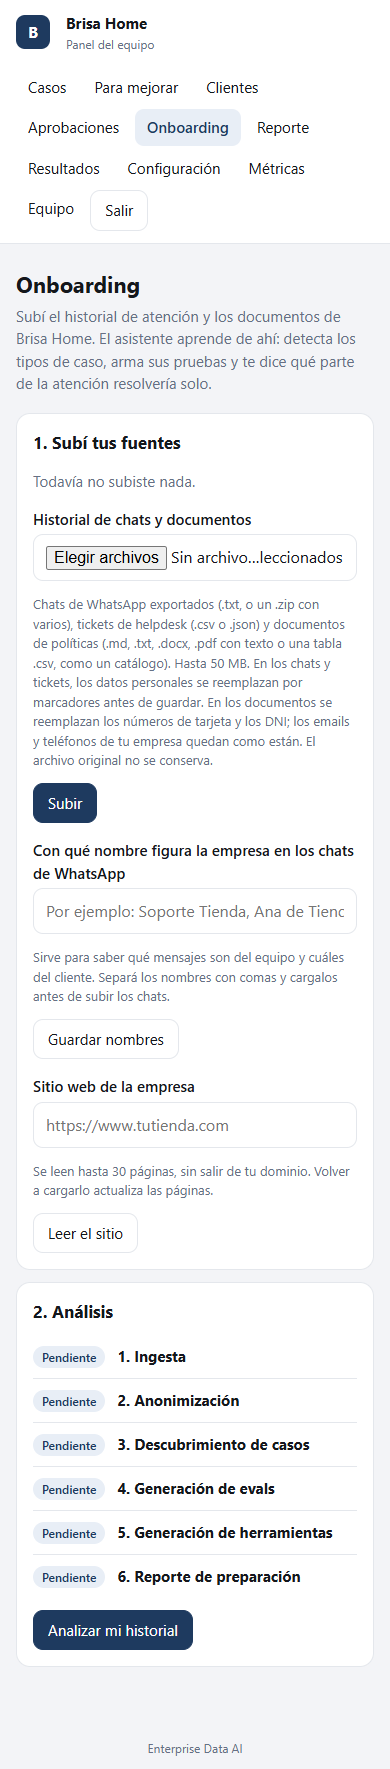 B
Brisa Home
Panel del equipo
Casos Para mejorar Clientes
Aprobaciones Onboarding Reporte
Resultados Configuración Métricas
Equipo Salir
Onboarding
Subí el historial de atención y los documentos de
Brisa Home. El asistente aprende de ahí: detecta los
tipos de caso, arma sus pruebas y te dice qué parte
de la atención resolvería solo.
1. Subí tus fuentes
Todavía no subiste nada.
Historial de chats y documentos
Elegir archivos Sin archivo...leccionados
Chats de WhatsApp exportados (.txt, o un .zip con
varios), tickets de helpdesk (.csv o .json) y documentos
de políticas (.md, .txt, .docx, .pdf con texto o una tabla
.csv, como un catálogo). Hasta 50 MB. En los chats y
tickets, los datos personales se reemplazan por
marcadores antes de guardar. En los documentos se
reemplazan los números de tarjeta y los DNI; los emails
y teléfonos de tu empresa quedan como están. El
archivo original no se conserva.
Subir
Con qué nombre figura la empresa en los chats
de WhatsApp
Por ejemplo: Soporte Tienda, Ana de Tienc
Sirve para saber qué mensajes son del equipo y cuáles
del cliente. Separá los nombres con comas y cargalos
antes de subir los chats.
Guardar nombres
Sitio web de la empresa
https://www.tutienda.com
Se leen hasta 30 páginas, sin salir de tu dominio. Volver
a cargarlo actualiza las páginas.
Leer el sitio
2. Análisis
Pendiente 1. Ingesta
Pendiente 2. Anonimización
Pendiente 3. Descubrimiento de casos
Pendiente 4. Generación de evals
Pendiente 5. Generación de herramientas
Pendiente 6. Reporte de preparación
Analizar mi historial
Enterprise Data AI